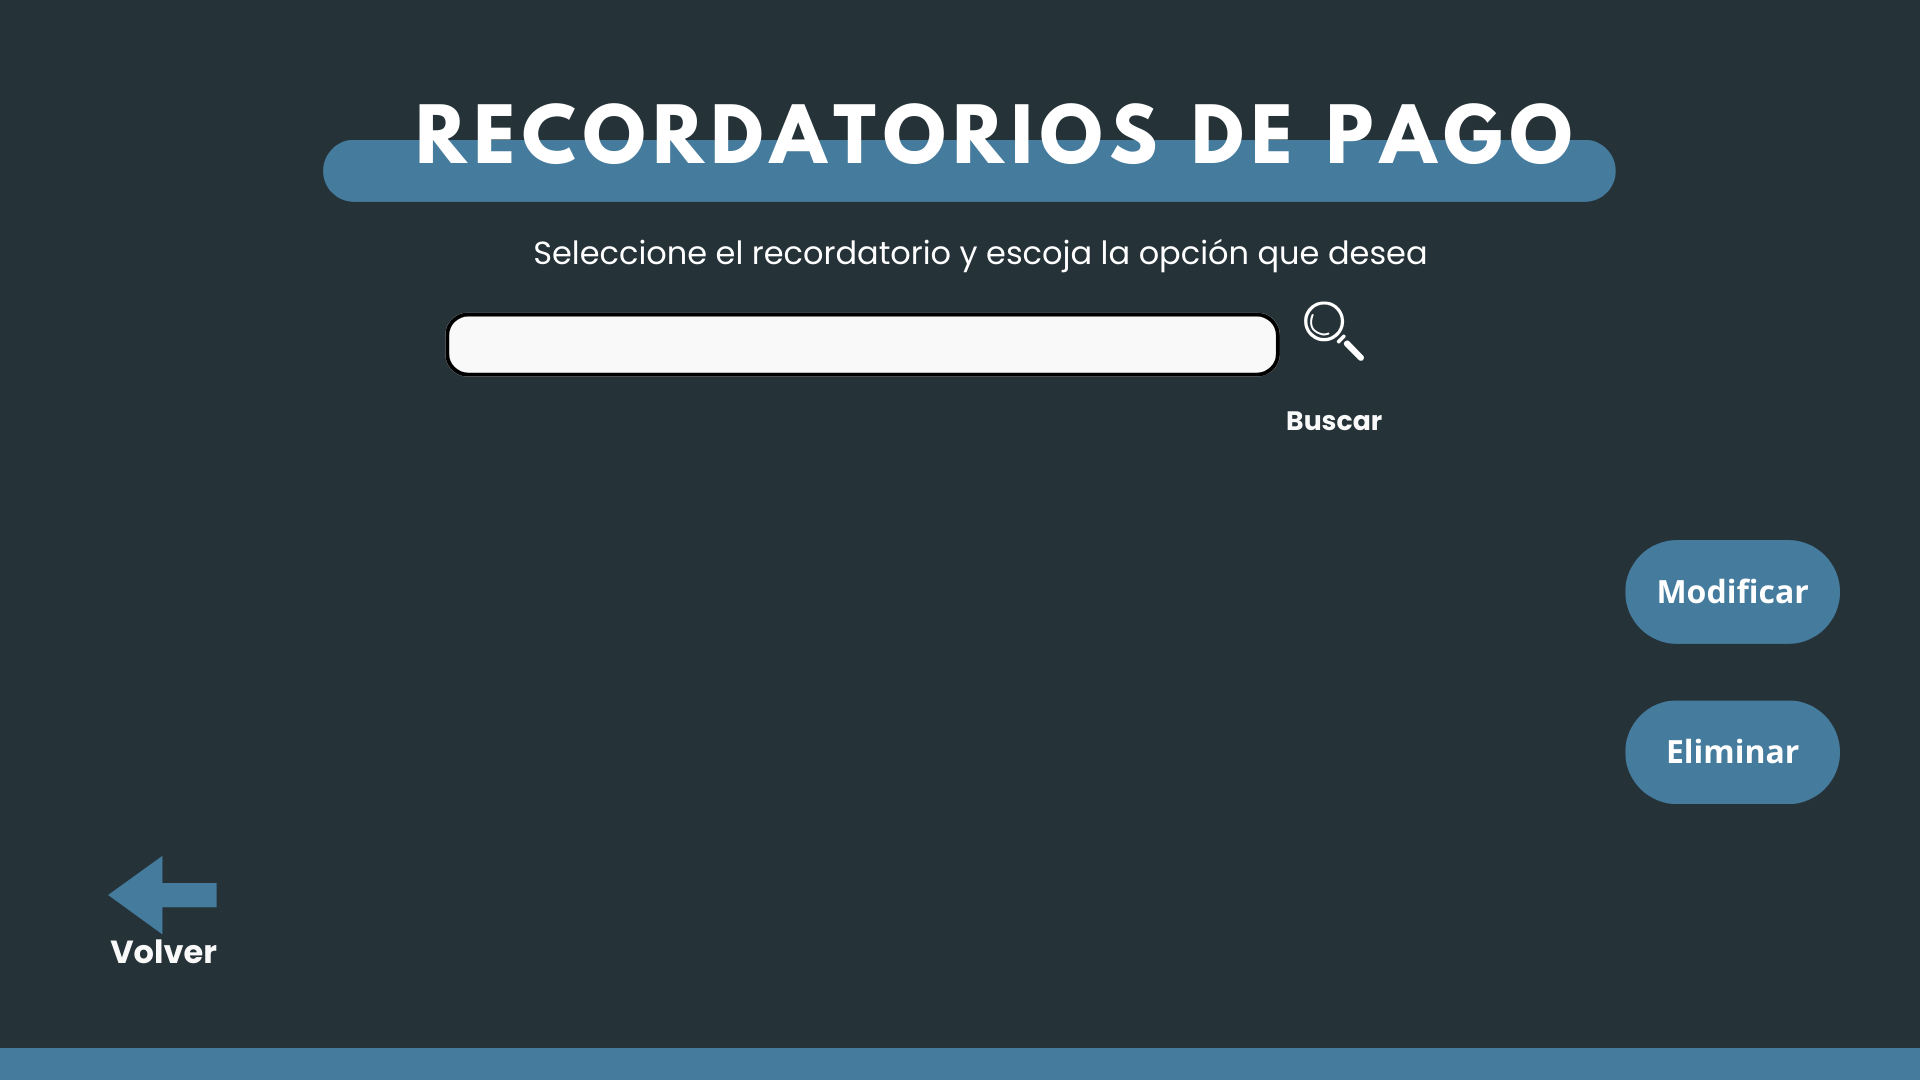 RECORDATORIOS DE PAGO
Seleccione el recordatorio y escoja la opción que desea
Buscar
Modificar
Eliminar
Volver